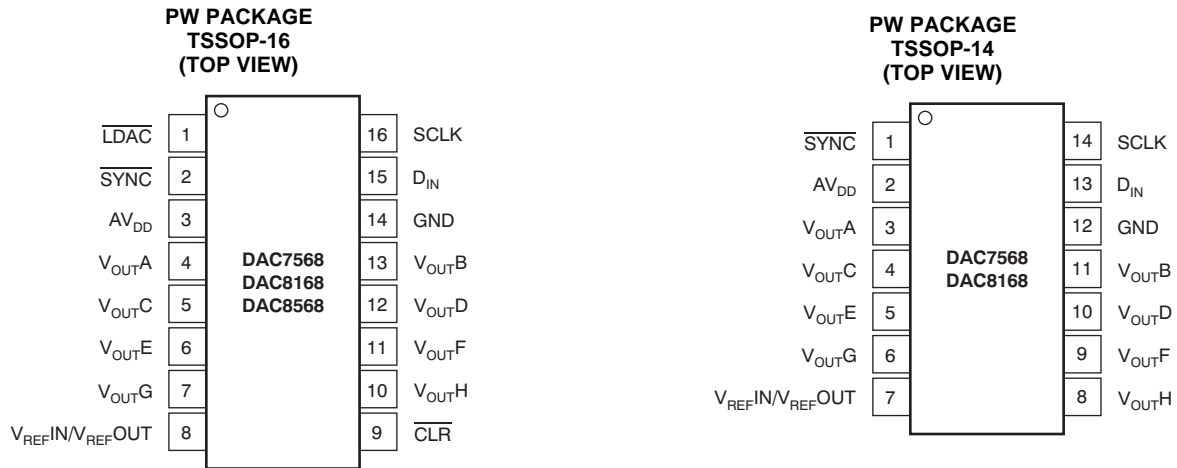 PW PACKAGE
TSSOP-16
(TOP VIEW)
LDAC 1 16 SCLK
SYNC 2 15 DIN
AVDD 3 14 GND
VOUTA 4 13 VOUTB
VOUTC 5 12 VOUTD
VOUTE 6 11 VOUTF
VOUTG 7 10 VOUTH
VREFIN/VREFOUT 8 9 CLR
DAC7568
DAC8168
DAC8568
PW PACKAGE
TSSOP-14
(TOP VIEW)
SYNC 1 14 SCLK
AVDD 2 13 DIN
VOUTA 3 12 GND
VOUTC 4 11 VOUTB
VOUTE 5 10 VOUTD
VOUTG 6 9 VOUTF
VREFIN/VREFOUT 7 8 VOUTH
DAC7568
DAC8168